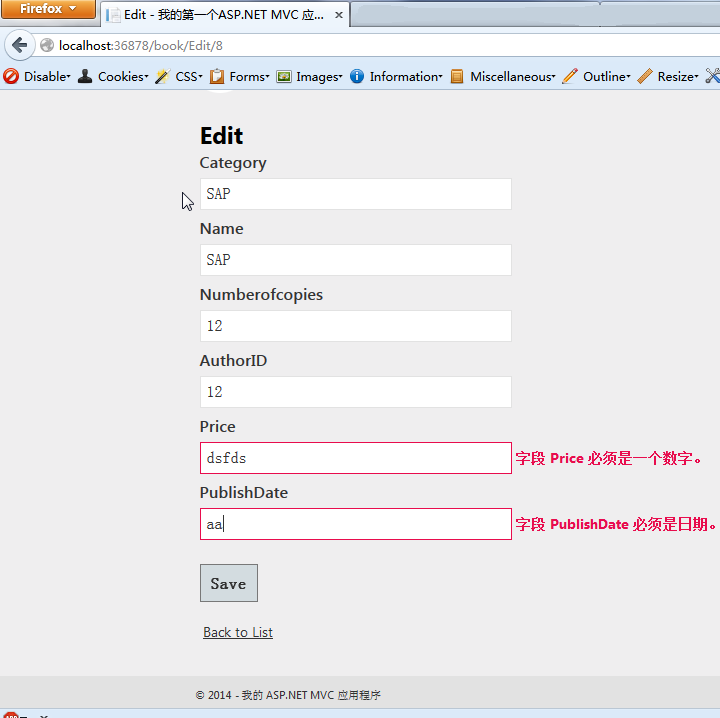 Firefox
Edit - 我的第一个ASP.NET MVC 应...
localhost:36878/book/Edit/8
Disable Cookies CSS Forms Images Information Miscellaneous Outline Resize
Edit
Category
SAP
Name
SAP
Numberofcopies
12
AuthorID
12
Price
dsfds 字段 Price 必须是一个数字。
PublishDate
aa 字段 PublishDate 必须是日期。
Save
Back to List
© 2014 - 我的 ASP.NET MVC 应用程序